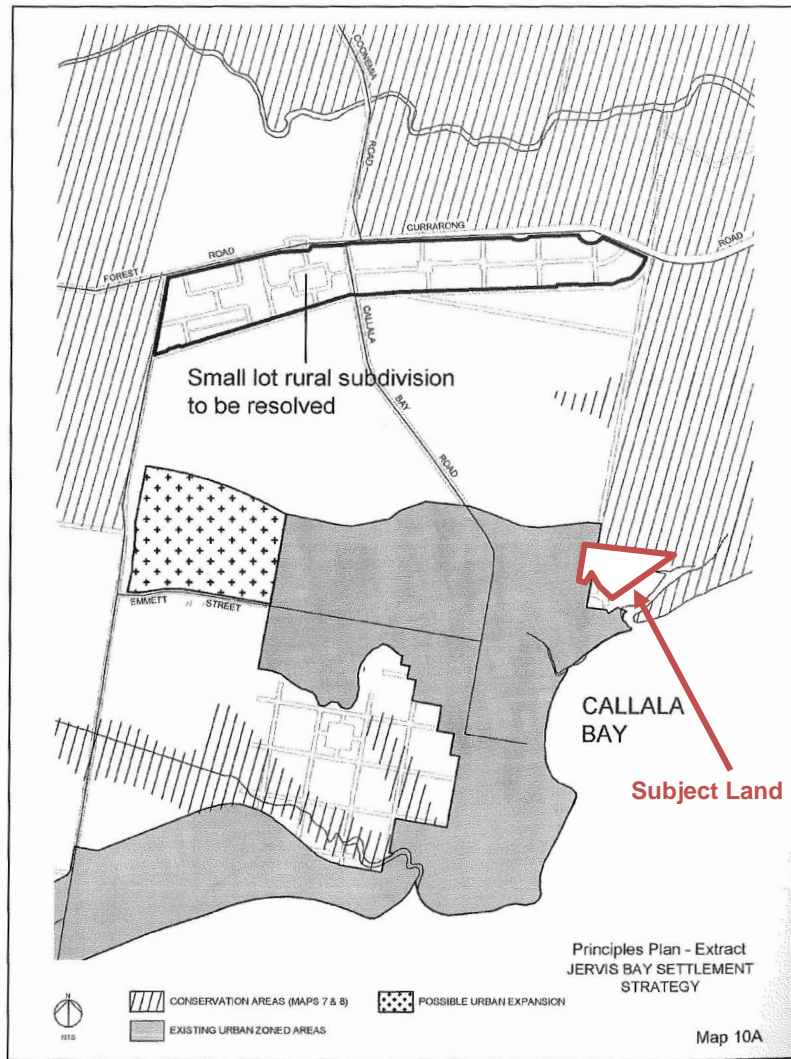 COONEMIA
ROAD
CURRARONG
ROAD
FOREST
ROAD
CALLALA
BAY
ROAD
Small lot rural subdivision
to be resolved
EMMETT
STREET
CALLALA
BAY
Subject Land
Principles Plan - Extract
JERVIS BAY SETTLEMENT
STRATEGY
N
NTS
CONSERVATION AREAS (MAPS 7 & 8)
POSSIBLE URBAN EXPANSION
EXISTING URBAN ZONED AREAS
Map 10A